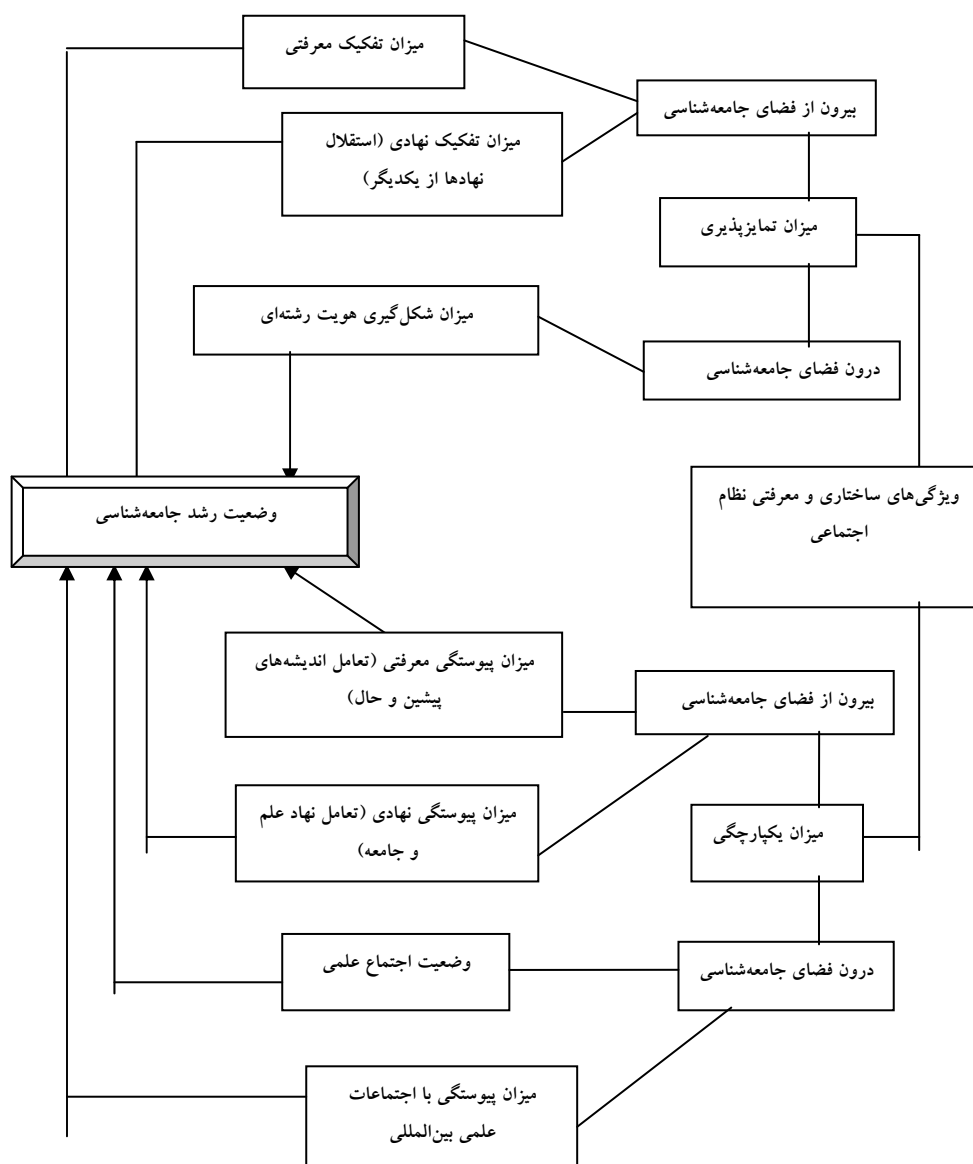 میزان تفکیک معرفتی
بیرون از فضای جامعه‌شناسی
میزان تفکیک نهادی (استقلال
نهادها از یکدیگر)
میزان تمایزپذیری
میزان شکل‌گیری هویت رشته‌ای
درون فضای جامعه‌شناسی
ویژگی‌های ساختاری و معرفتی نظام
اجتماعی
وضعیت رشد جامعه‌شناسی
میزان پیوستگی معرفتی (تعامل اندیشه‌های
پیشین و حال)
بیرون از فضای جامعه‌شناسی
میزان پیوستگی نهادی (تعامل نهاد علم
و جامعه)
میزان یکپارچگی
وضعیت اجتماع علمی
درون فضای جامعه‌شناسی
میزان پیوستگی با اجتماعات
علمی بین‌المللی